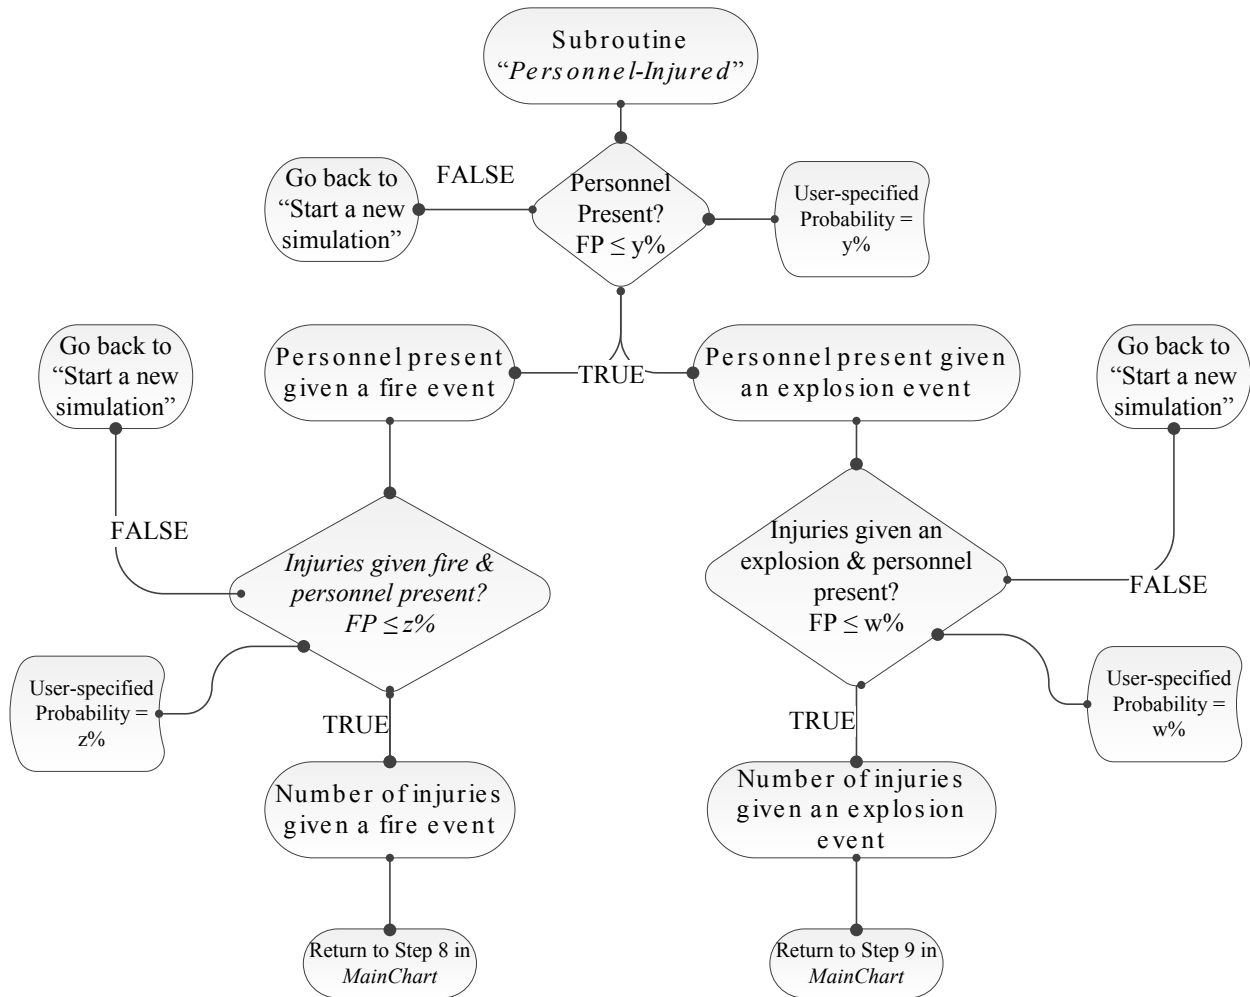 Subroutine
“Personnel-Injured”
Go back to
“Start a new
simulation”
FALSE
Personnel
Present?
FP ≤ y%
User-specified
Probability =
y%
Go back to
“Start a new
simulation”
Personnel present
given a fire event
TRUE
Personnel present given
an explosion event
Go back to
“Start a new
simulation”
FALSE
Injuries given fire &
personnel present?
FP ≤ z%
Injuries given an
explosion & personnel
present?
FP ≤ w%
FALSE
User-specified
Probability =
z%
TRUE
TRUE
User-specified
Probability =
w%
Number of injuries
given a fire event
Number of injuries
given an explosion
event
Return to Step 8 in
MainChart
Return to Step 9 in
MainChart